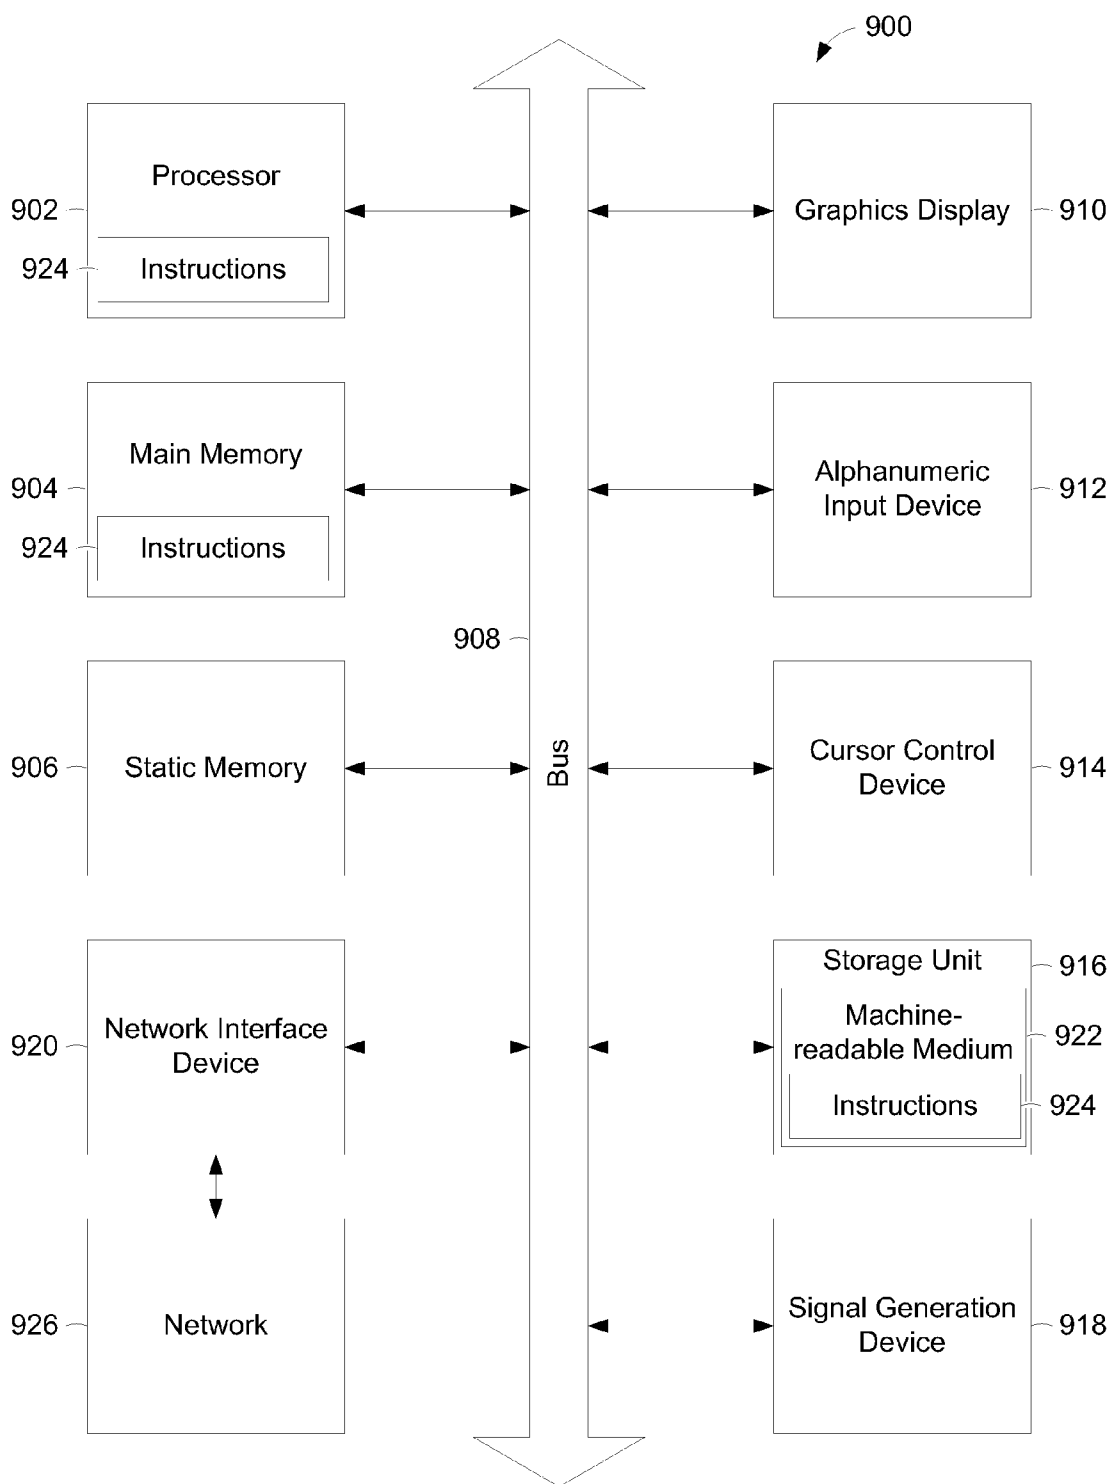 900
Processor
902
924
Instructions
Graphics Display
910
Main Memory
904
924
Instructions
Alphanumeric
Input Device
912
908
Bus
906
Static Memory
Cursor Control
Device
914
Storage Unit
916
920
Network Interface
Device
Machine-
readable Medium
922
Instructions
924
926
Network
Signal Generation
Device
918